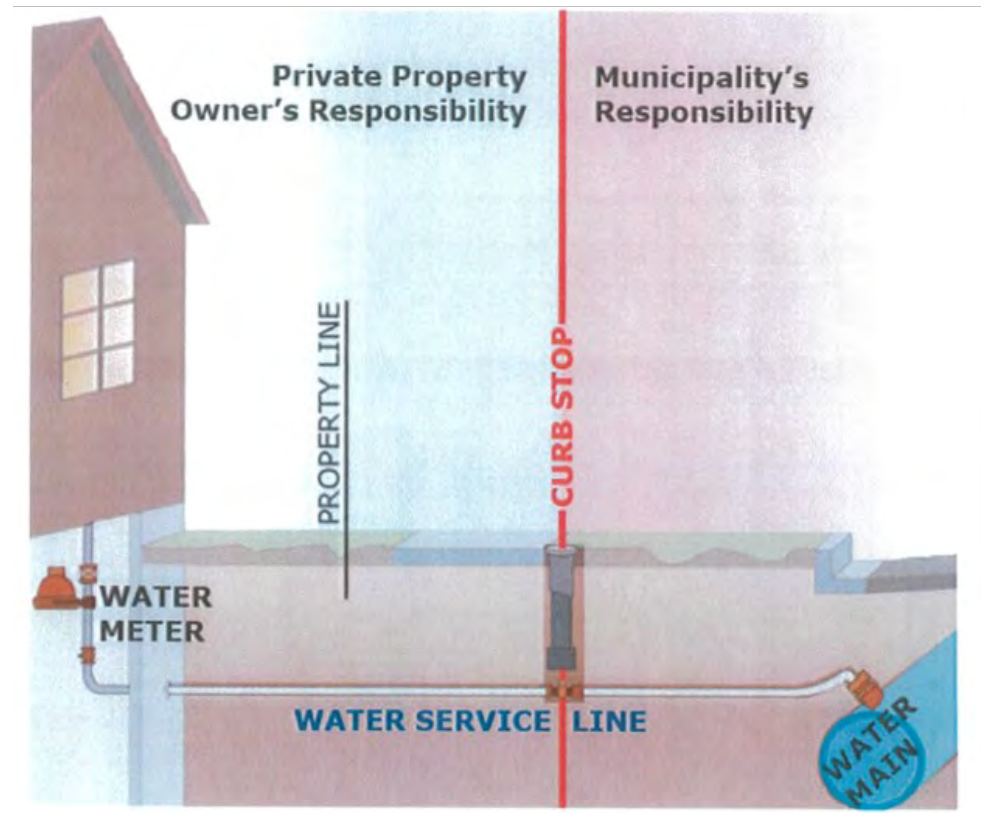 Private Property
Owner's Responsibility
Municipality's
Responsibility
PROPERTY LINE
CURB STOP
WATER
METER
WATER SERVICE LINE
WATER
MAIN